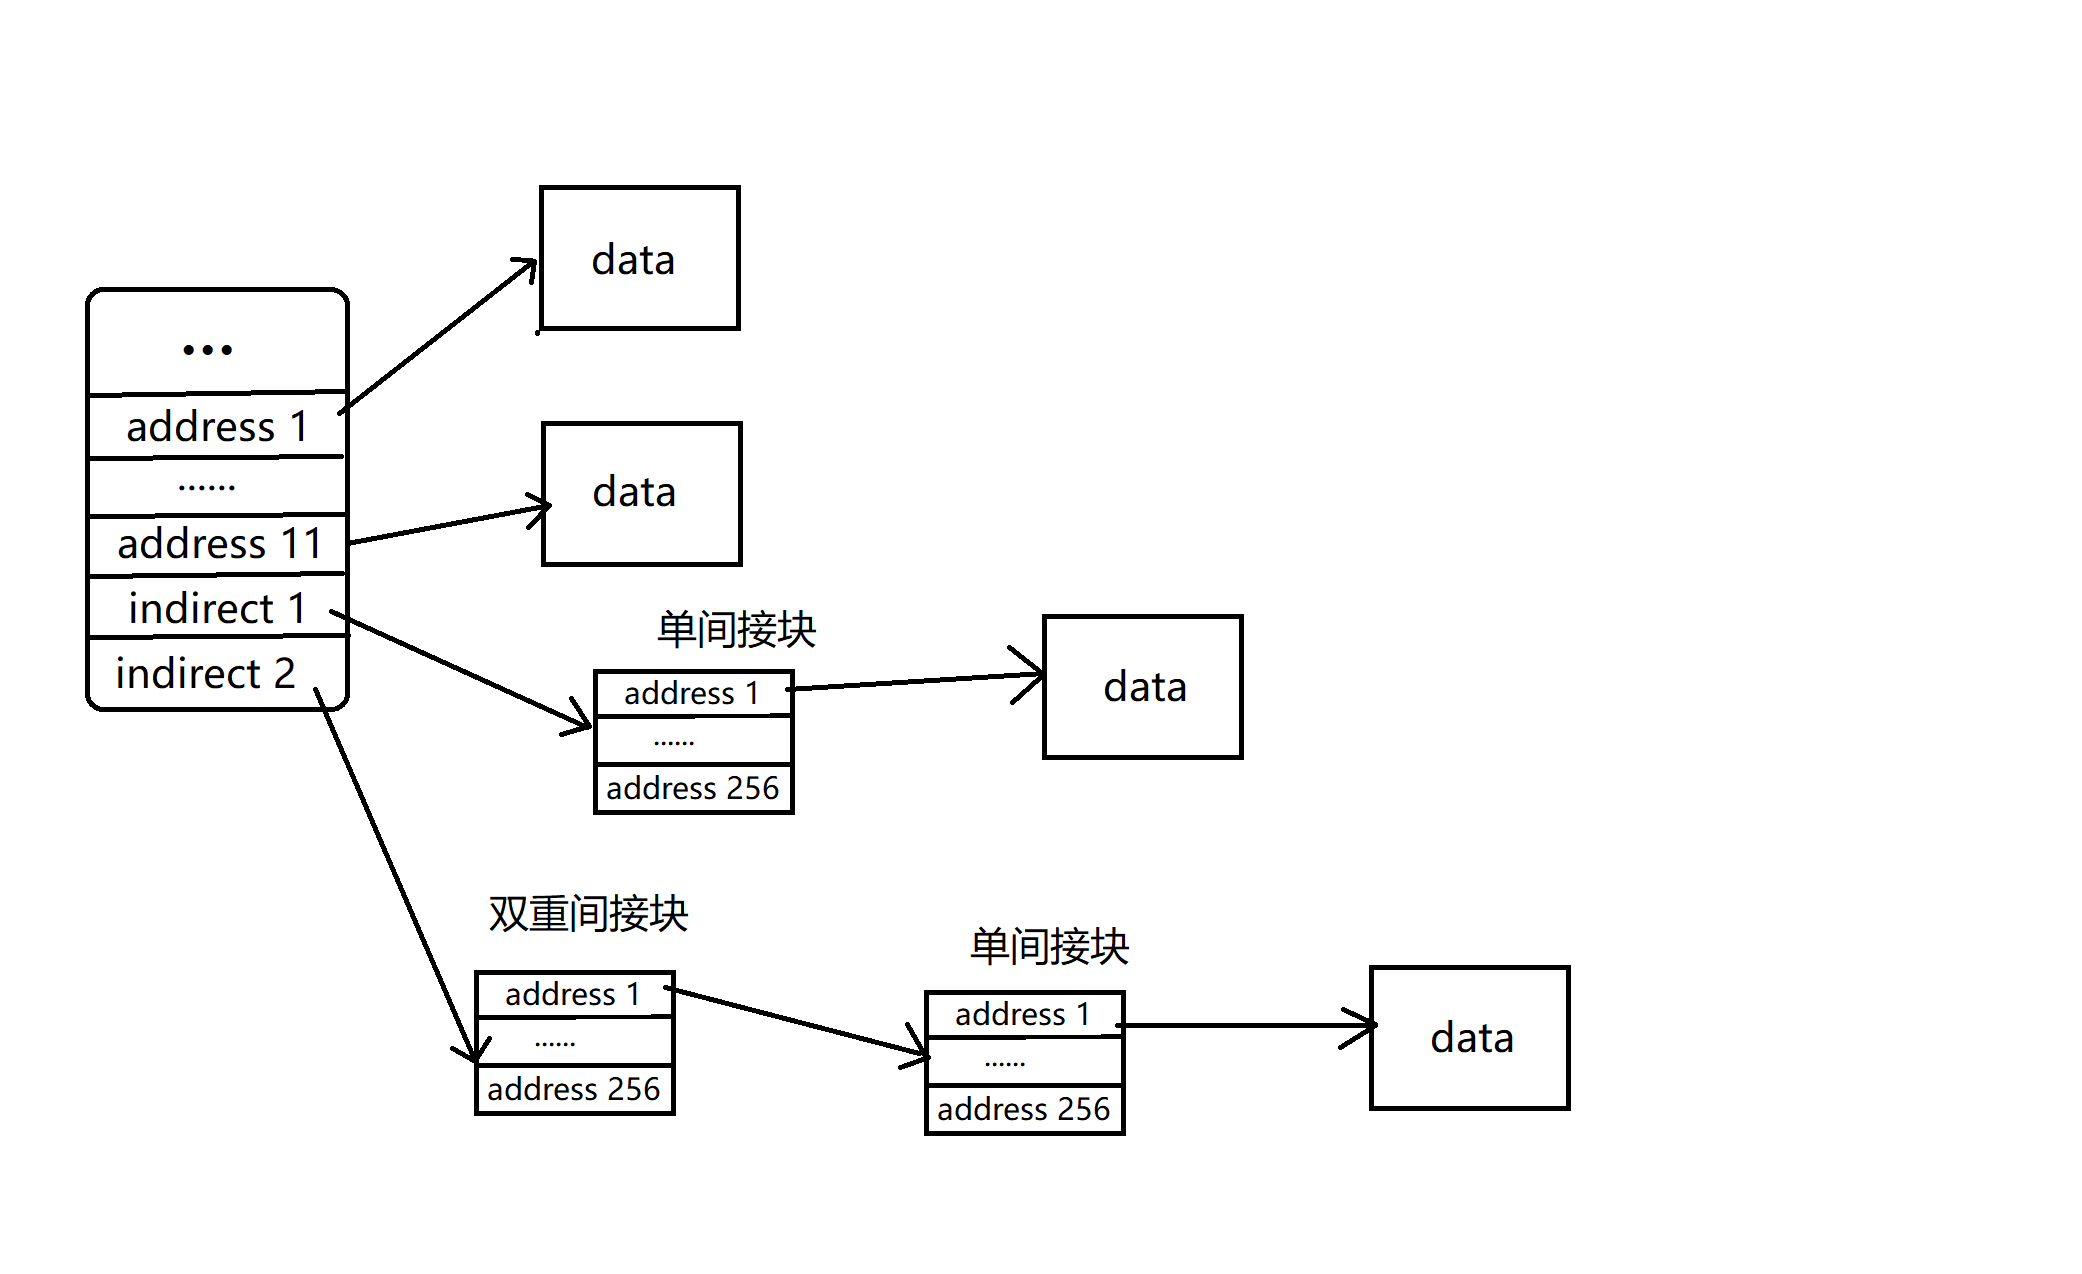 data
•••
address 1
......
address 11
indirect 1
indirect 2
data
单间接块
address 1
......
address 256
data
双重间接块
address 1
......
address 256
单间接块
address 1
......
address 256
data